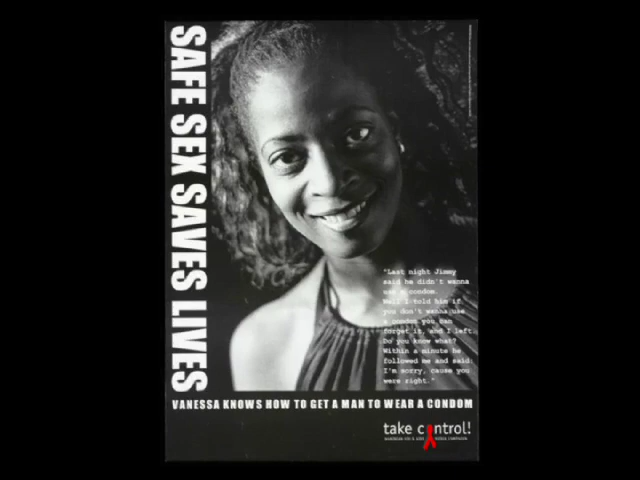 SAFE SEX SAVES LIVES
"Last night Jimmy
said he didn't wanna
use a condom.
Well I told him if
you don't wanna use
a condom you can
forget it, and I left.
Do you know what?
Within a minute he
followed me and said:
I'm sorry, cause you
were right."
VANESSA KNOWS HOW TO GET A MAN TO WEAR A CONDOM
take control!